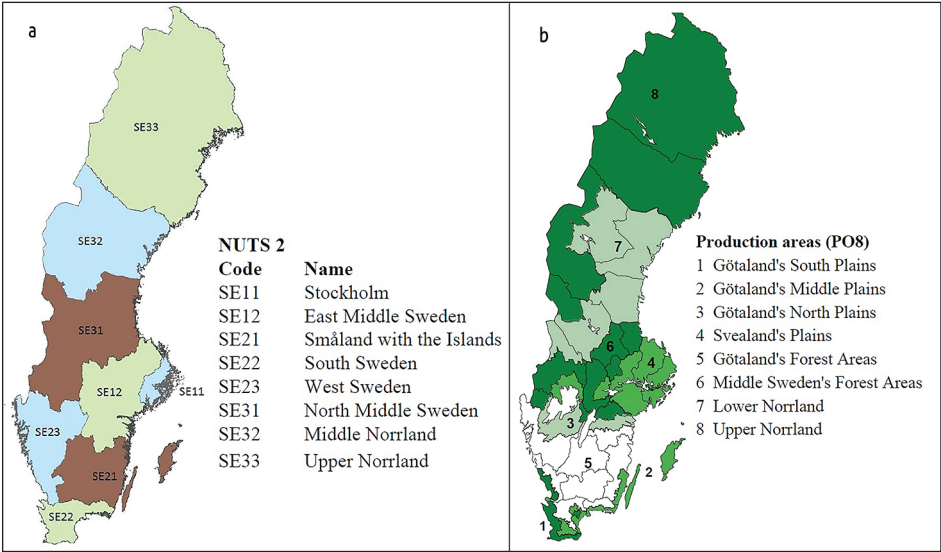 a
SE33
SE32
SE31
SE12
SE11
SE23
SE21
SE22
NUTS 2
Code Name
SE11 Stockholm
SE12 East Middle Sweden
SE21 Småland with the Islands
SE22 South Sweden
SE23 West Sweden
SE31 North Middle Sweden
SE32 Middle Norrland
SE33 Upper Norrland
b
8
7
6
4
3
5
2
1
Production areas (PO8)
1 Götaland's South Plains
2 Götaland's Middle Plains
3 Götaland's North Plains
4 Svealand's Plains
5 Götaland's Forest Areas
6 Middle Sweden's Forest Areas
7 Lower Norrland
8 Upper Norrland